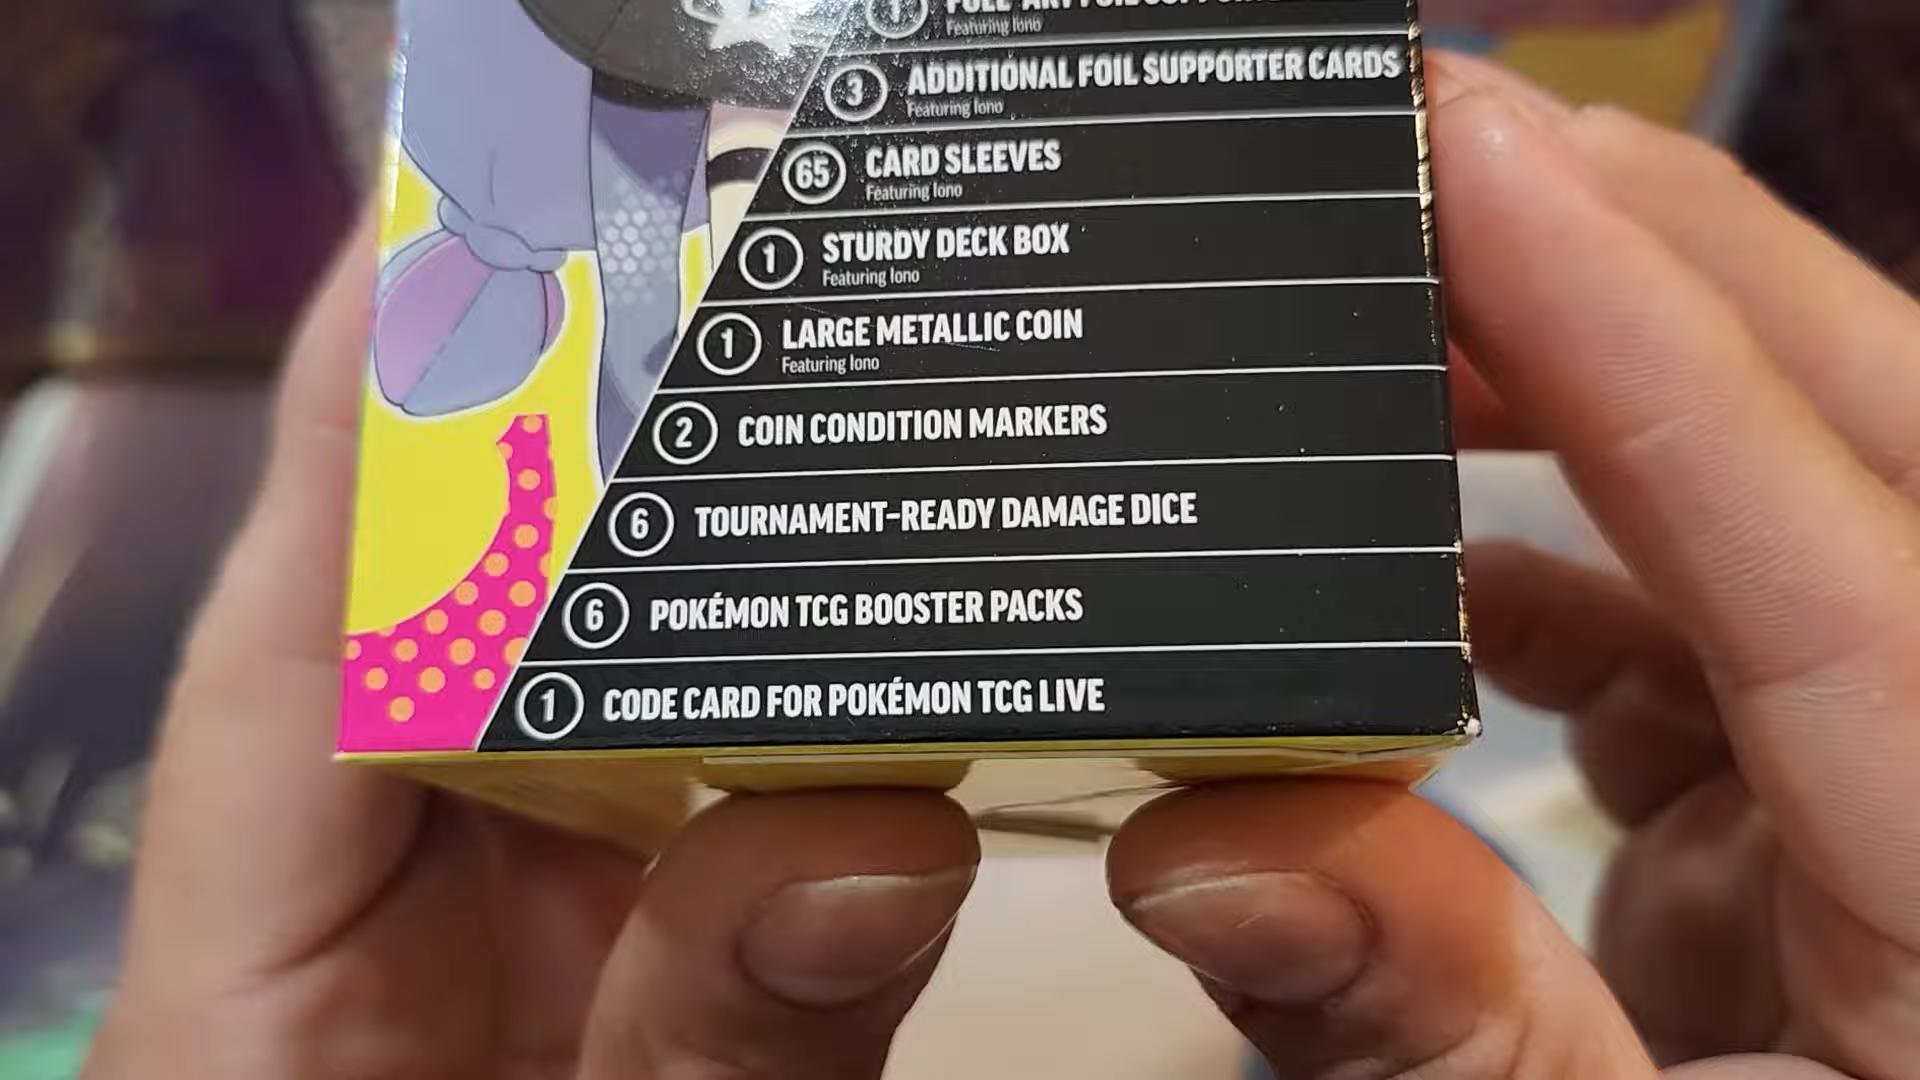 1 FULL-ART FOIL
Featuring Iono
3 ADDITIONAL FOIL SUPPORTER CARDS
Featuring Iono
65 CARD SLEEVES
Featuring Iono
1 STURDY DECK BOX
Featuring Iono
1 LARGE METALLIC COIN
Featuring Iono
2 COIN CONDITION MARKERS
6 TOURNAMENT-READY DAMAGE DICE
6 POKÉMON TCG BOOSTER PACKS
1 CODE CARD FOR POKÉMON TCG LIVE